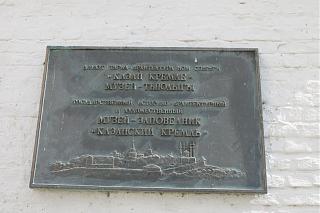 «КАЗАН КРЕМЛЕ»
МУЗЕЙ-ТЫЮЛЫГЫ
ГОСУДАРСТВЕННЫЙ ИСТОРИКО-АРХИТЕКТУРНЫЙ
И ХУДОЖЕСТВЕННЫЙ
МУЗЕЙ-ЗАПОВЕДНИК
«КАЗАНСКИЙ КРЕМЛЬ»